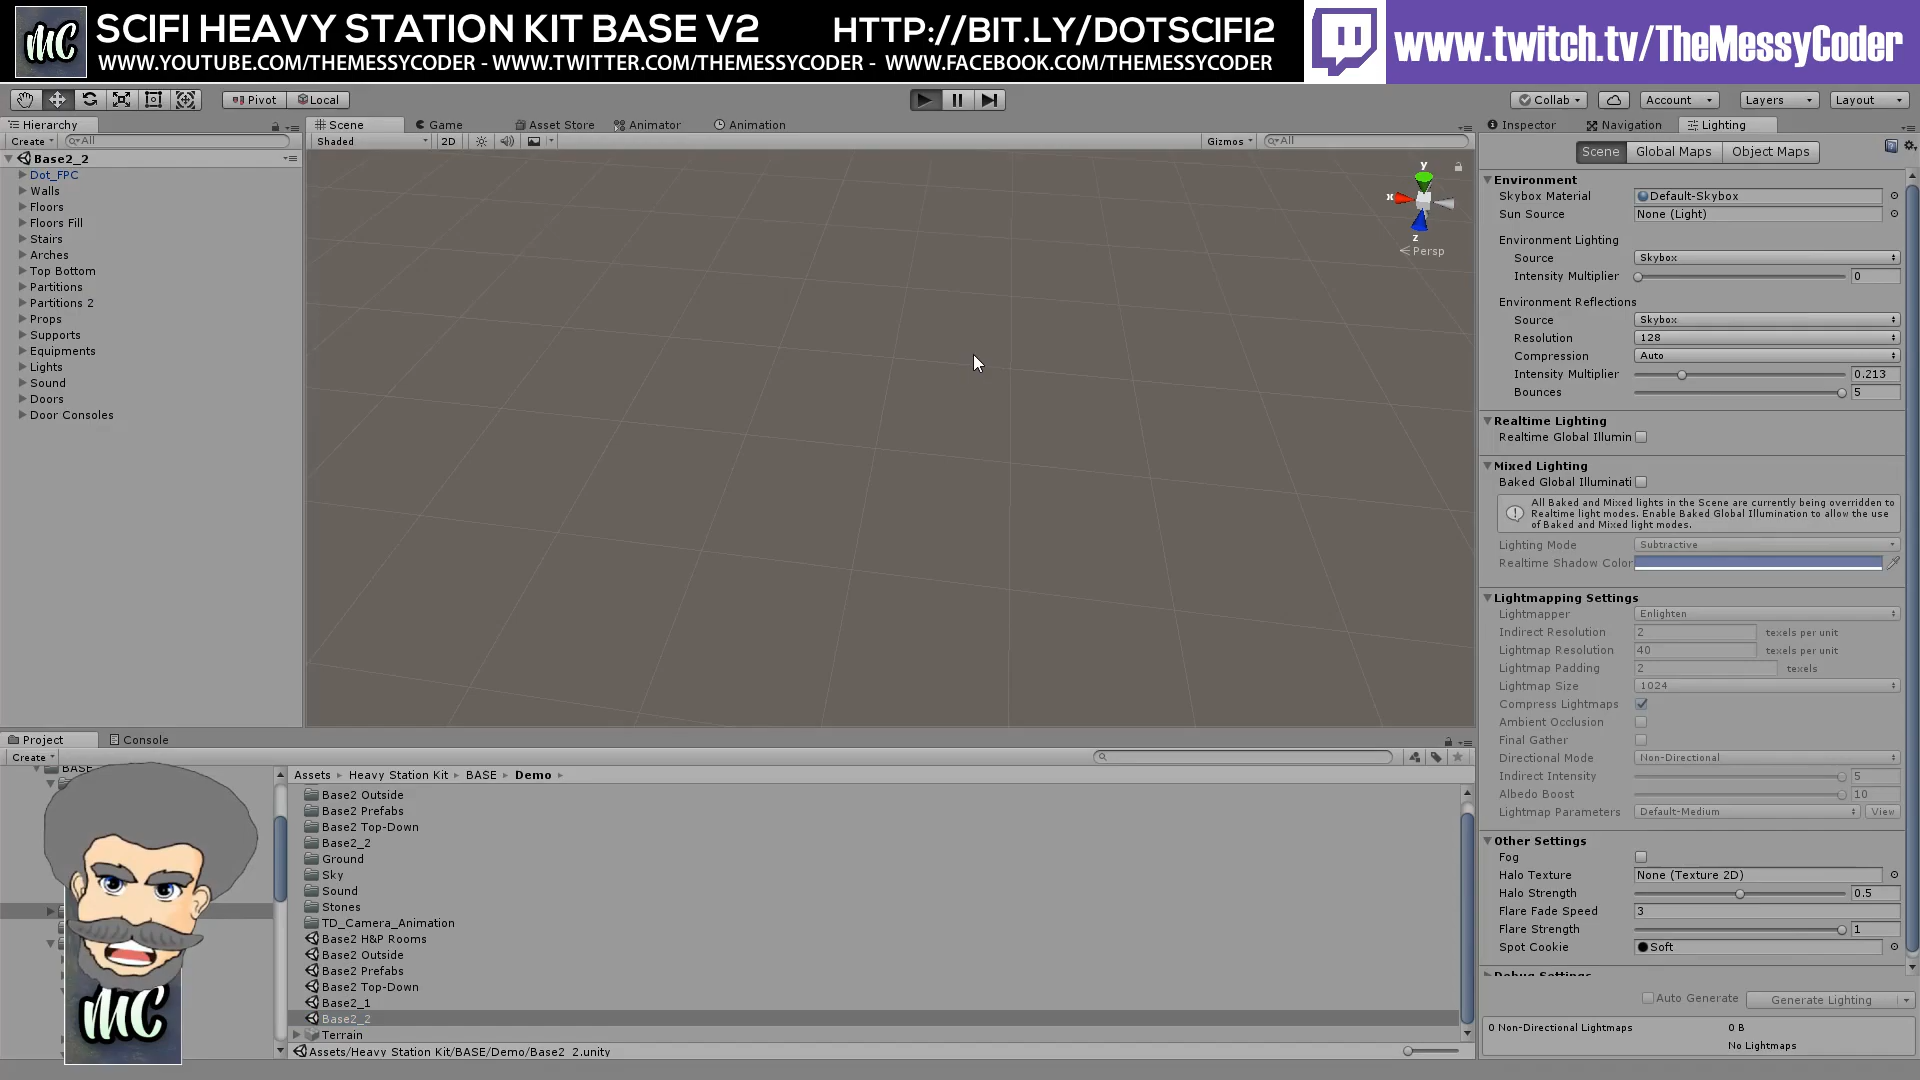 MC
SCIFI HEAVY STATION KIT BASE V2
HTTP://BIT.LY/DOTSCIFI2
WWW.YOUTUBE.COM/THEMESSYCODER - WWW.TWITTER.COM/THEMESSYCODER - WWW.FACEBOOK.COM/THEMESSYCODER
www.twitch.tv/TheMessyCoder
Pivot
Local
Collab
Account
Layers
Layout
Hierarchy
Create
All
Base2_2
Dot_FPC
Walls
Floors
Floors Fill
Stairs
Arches
Top Bottom
Partitions
Partitions 2
Props
Supports
Equipments
Lights
Sound
Doors
Door Consoles
Scene
Game
Asset Store
Animator
Animation
Shaded
2D
Gizmos
All
y
x
z
Persp
Inspector
Navigation
Lighting
Scene
Global Maps
Object Maps
Environment
Skybox Material
Default-Skybox
Sun Source
None (Light)
Environment Lighting
Source
Skybox
Intensity Multiplier
0
Environment Reflections
Source
Skybox
Resolution
128
Compression
Auto
Intensity Multiplier
0.213
Bounces
5
Realtime Lighting
Realtime Global Illumin
Mixed Lighting
Baked Global Illuminati
All Baked and Mixed lights in the Scene are currently being overridden to
Realtime light modes. Enable Baked Global Illumination to allow the use
of Baked and Mixed light modes.
Lighting Mode
Subtractive
Realtime Shadow Color
Lightmapping Settings
Lightmapper
Enlighten
Indirect Resolution
2
texels per unit
Lightmap Resolution
40
texels per unit
Lightmap Padding
2
texels
Lightmap Size
1024
Compress Lightmaps
Ambient Occlusion
Final Gather
Directional Mode
Non-Directional
Indirect Intensity
5
Albedo Boost
10
Lightmap Parameters
Default-Medium
View
Other Settings
Fog
Halo Texture
None (Texture 2D)
Halo Strength
0.5
Flare Fade Speed
3
Flare Strength
1
Spot Cookie
Soft
Debug Settings
Auto Generate
Generate Lighting
0 Non-Directional Lightmaps
0 B
No Lightmaps
Project
Console
Create
BASE
MC
Assets
Heavy Station Kit
BASE
Demo
Base2 Outside
Base2 Prefabs
Base2 Top-Down
Base2_2
Ground
Sky
Sound
Stones
TD_Camera_Animation
Base2 H&P Rooms
Base2 Outside
Base2 Prefabs
Base2 Top-Down
Base2_1
Base2_2
Terrain
Assets/Heavy Station Kit/BASE/Demo/Base2_2.unity